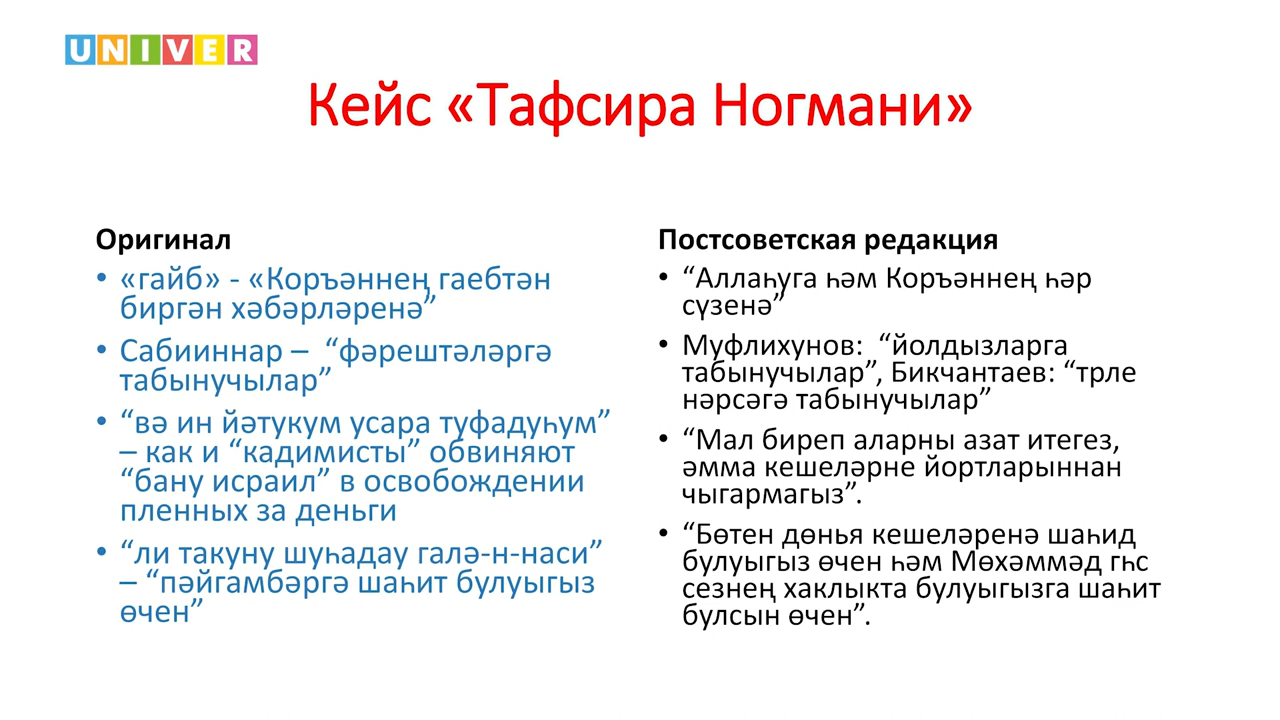 UNIVER
Кейс «Тафсира Ногмани»
Оригинал
• «гайб» - «Коръәннең гаебтән
биргән хәбәрләренә”
• Сабииннар – “фәрештәләргә
табынучылар”
• “вә ин йәтукум усара туфадуһум”
– как и “кадимисты” обвиняют
“бану исраил” в освобождении
пленных за деньги
• “ли такуну шуһадау галә-н-наси”
– “пәйгамбәргә шаһит булуыгыз
өчен”
Постсоветская редакция
• “Аллаһуга һәм Коръәннең һәр
сүзенә”
• Муфлихунов: “йолдызларга
табынучылар”, Бикчантаев: “трле
нәрсәгә табынучылар”
• “Мал биреп аларны азат итегез,
әмма кешеләрне йортларыннан
чыгармагыз”.
• “Бөтен дөнья кешеләренә шаһид
булуыгыз өчен һәм Мөхәммәд гһс
сезнең хаклыкта булуыгызга шаһит
булсын өчен”.